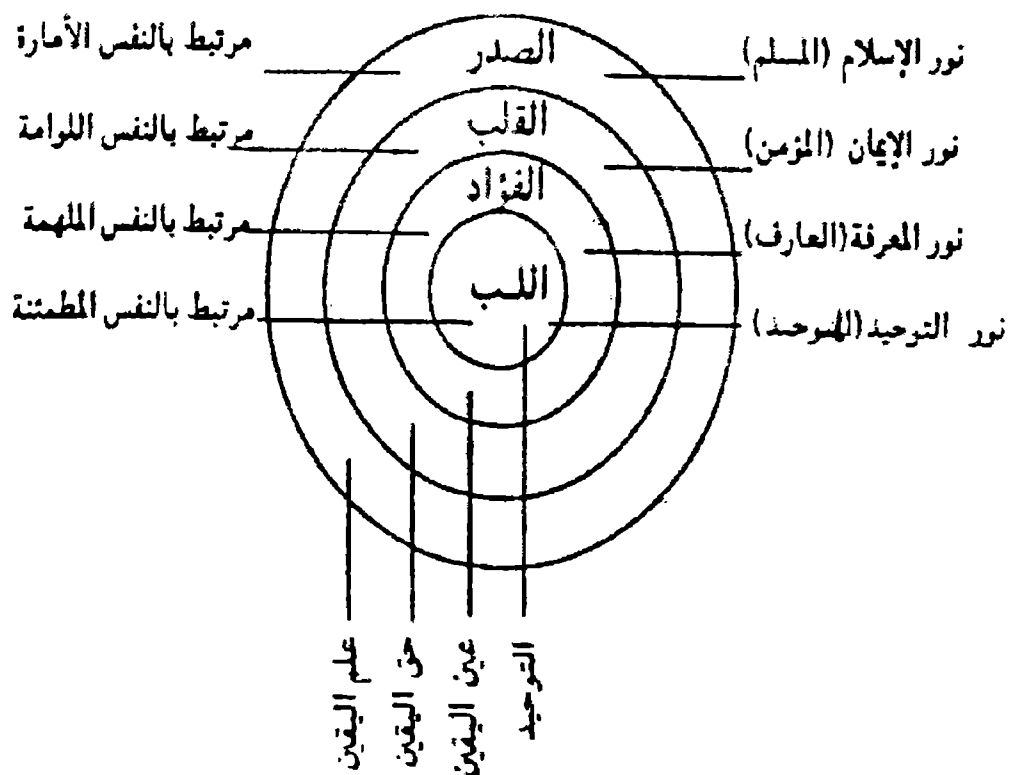 الصدر
القلب
الفؤاد
اللب
نور الإسلام (المسلم)
نور الإيمان (المؤمن)
نور المعرفة (العارف)
نور التوحيد
مرتبط بالنفس الأمارة
مرتبط بالنفس اللوامة
مرتبط بالنفس الملهمة
مرتبط بالنفس المطمئنة
التوحيد
عين اليقين
حق اليقين
علم اليقين